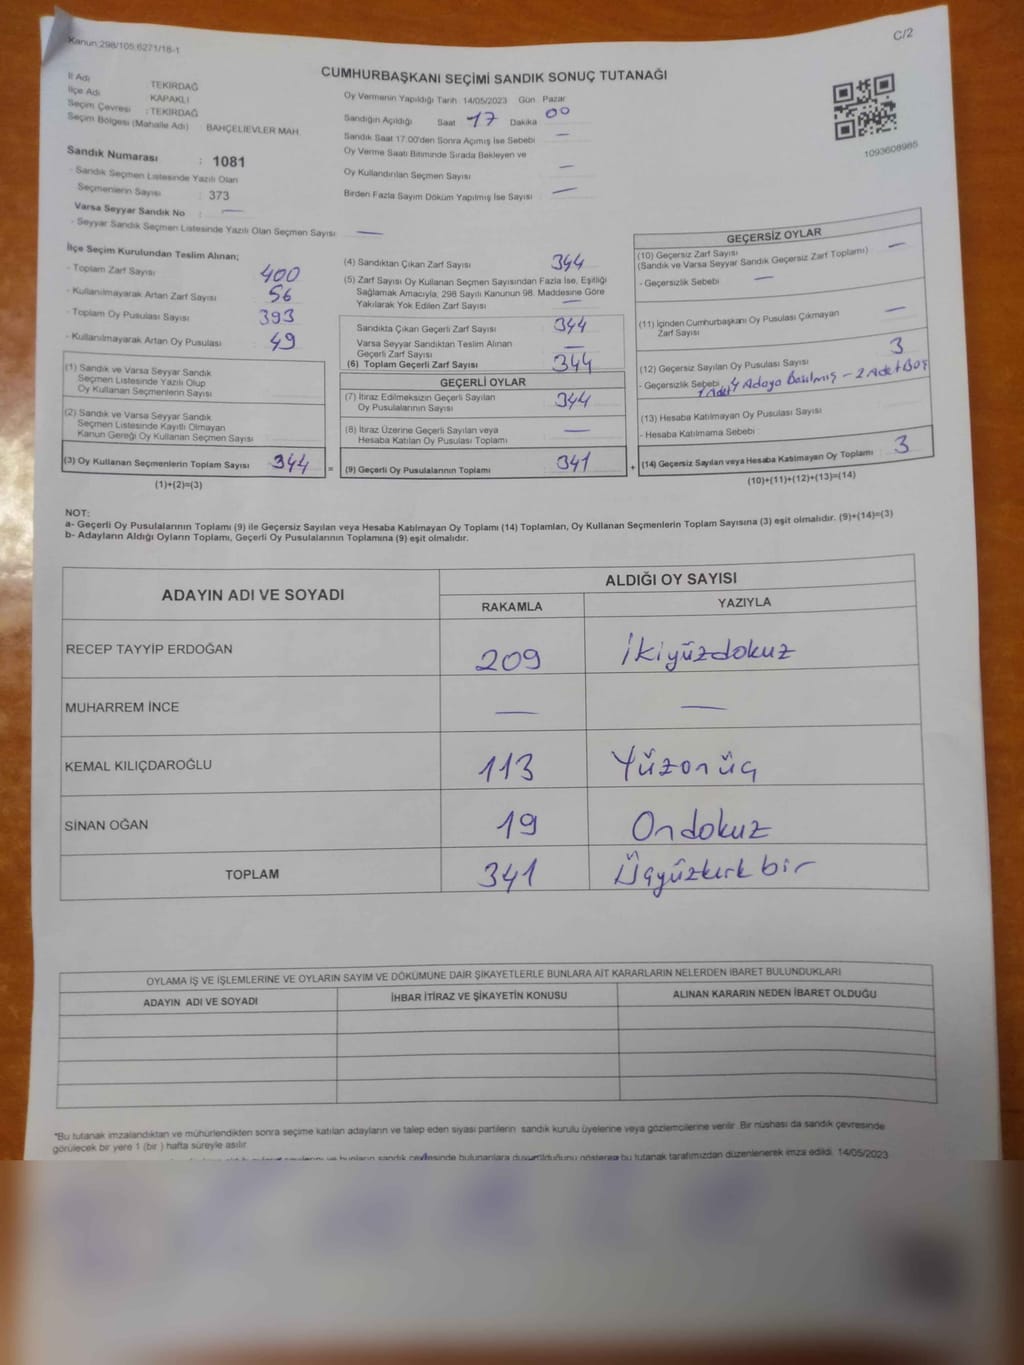 Kanun:298/105;6271/18-1
C/2
CUMHURBAŞKANI SEÇİMİ SANDIK SONUÇ TUTANAĞI
İl Adı : TEKİRDAĞ
İlçe Adı : KAPAKLI
Seçim Çevresi : TEKİRDAĞ
Seçim Bölgesi (Mahalle Adı) : BAHÇELİEVLER MAH.
Sandık Numarası : 1081
- Sandık Seçmen Listesinde Yazılı Olan
Seçmenlerin Sayısı : 373
Varsa Seyyar Sandık No : —
- Seyyar Sandık Seçmen Listesinde Yazılı Olan Seçmen Sayısı —
Oy Vermenin Yapıldığı Tarih 14/05/2023 Gün Pazar
Sandığın Açıldığı Saat 17 Dakika 00
Sandık Saat 17:00'den Sonra Açımış İse Sebebi —
Oy Verme Saati Bitiminde Sırada Bekleyen ve
Oy Kullandırılan Seçmen Sayısı —
Birden Fazla Sayım Döküm Yapılmış İse Sayısı —
1093608985
İlçe Seçim Kurulundan Teslim Alınan;
- Toplam Zarf Sayısı 400
- Kullanılmayarak Artan Zarf Sayısı 56
- Toplam Oy Pusulası Sayısı 393
- Kullanılmayarak Artan Oy Pusulası 49
(1) Sandık ve Varsa Seyyar Sandık
Seçmen Listesinde Yazılı Olup
Oy Kullanan Seçmenlerin Sayısı
(2) Sandık ve Varsa Seyyar Sandık
Seçmen Listesinde Kayıtlı Olmayan
Kanun Gereği Oy Kullanan Seçmen Sayısı
(3) Oy Kullanan Seçmenlerin Toplam Sayısı 344
(1)+(2)=(3)
=
(4) Sandıktan Çıkan Zarf Sayısı 344
(5) Zarf Sayısı Oy Kullanan Seçmen Sayısından Fazla İse, Eşitliği
Sağlamak Amacıyla, 298 Sayılı Kanunun 98. Maddesine Göre
Yakılarak Yok Edilen Zarf Sayısı —
Sandıkta Çıkan Geçerli Zarf Sayısı 344
Varsa Seyyar Sandıktan Teslim Alınan
Geçerli Zarf Sayısı —
(6) Toplam Geçerli Zarf Sayısı 344
GEÇERLİ OYLAR
(7) İtiraz Edilmeksizin Geçerli Sayılan
Oy Pusulalarının Sayısı 344
(8) İtiraz Üzerine Geçerli Sayılan veya
Hesaba Katılan Oy Pusulası Toplamı —
(9) Geçerli Oy Pusulalarının Toplamı 341
+
GEÇERSİZ OYLAR
(10) Geçersiz Zarf Sayısı —
(Sandık ve Varsa Seyyar Sandık Geçersiz Zarf Toplamı)
- Geçersizlik Sebebi —
(11) İçinden Cumhurbaşkanı Oy Pusulası Çıkmayan
Zarf Sayısı —
(12) Geçersiz Sayılan Oy Pusulası Sayısı 3
- Geçersizlik Sebebi 1 Adet 4 Adaya Basılmış - 2 Adet Boş
(13) Hesaba Katılmayan Oy Pusulası Sayısı
- Hesaba Katılmama Sebebi
(14) Geçersiz Sayılan veya Hesaba Katılmayan Oy Toplamı 3
(10)+(11)+(12)+(13)=(14)
NOT:
a- Geçerli Oy Pusulalarının Toplamı (9) ile Geçersiz Sayılan veya Hesaba Katılmayan Oy Toplamı (14) Toplamları, Oy Kullanan Seçmenlerin Toplam Sayısına (3) eşit olmalıdır. (9)+(14)=(3)
b- Adayların Aldığı Oyların Toplamı, Geçerli Oy Pusulalarının Toplamına (9) eşit olmalıdır.
ADAYIN ADI VE SOYADI ALDIĞI OY SAYISI
RAKAMLA YAZIYLA
RECEP TAYYİP ERDOĞAN 209 İkiyüzdokuz
MUHARREM İNCE — —
KEMAL KILIÇDAROĞLU 113 Yüzonüç
SİNAN OĞAN 19 Ondokuz
TOPLAM 341 Üçyüzkırk bir
OYLAMA İŞ VE İŞLEMLERİNE VE OYLARIN SAYIM VE DÖKÜMÜNE DAİR ŞİKAYETLERLE BUNLARA AİT KARARLARIN NELERDEN İBARET BULUNDUKLARI
ADAYIN ADI VE SOYADI İHBAR İTİRAZ VE ŞİKAYETİN KONUSU ALINAN KARARIN NEDEN İBARET OLDUĞU
*Bu tutanak imzalandıktan ve mühürlendikten sonra seçime katılan adayların ve talep eden siyasi partilerin sandık kurulu üyelerine veya gözlemcilerine verilir. Bir nüshası da sandık çevresinde
görülecek bir yere 1 (bir) hafta süreyle asılır.
ve bunların sandık çevresinde bulunanlara duyurulduğunu gösteren bu tutanak tarafımızdan düzenlenerek imza edildi. 14/05/2023